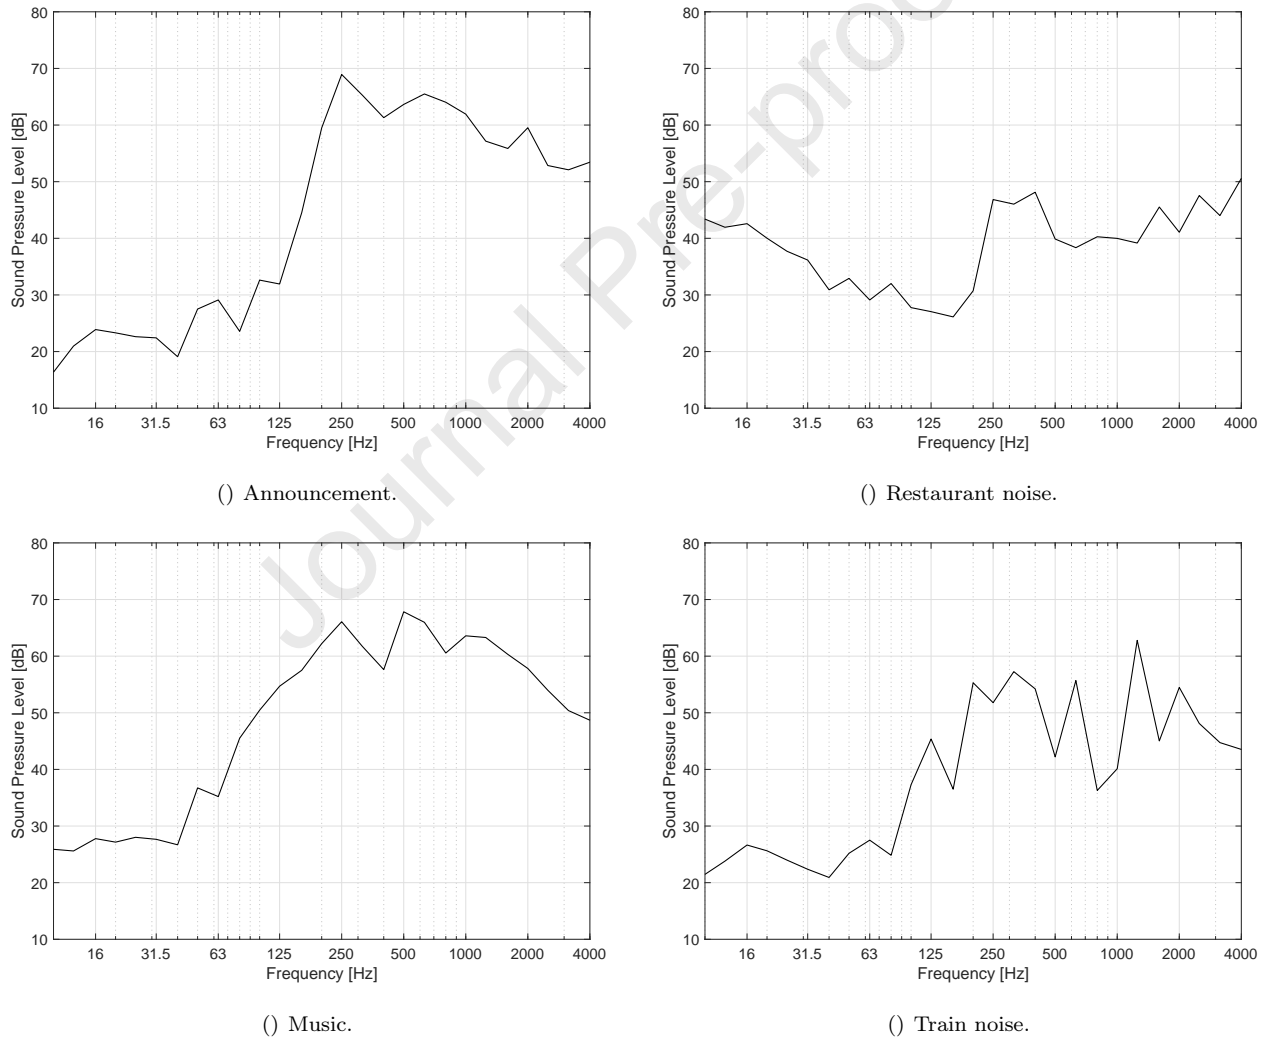 80
70
60
50
40
30
20
10
Sound Pressure Level [dB]
16 31.5 63 125 250 500 1000 2000 4000
Frequency [Hz]
() Announcement.
80
70
60
50
40
30
20
10
Sound Pressure Level [dB]
16 31.5 63 125 250 500 1000 2000 4000
Frequency [Hz]
() Restaurant noise.
80
70
60
50
40
30
20
10
Sound Pressure Level [dB]
16 31.5 63 125 250 500 1000 2000 4000
Frequency [Hz]
() Music.
80
70
60
50
40
30
20
10
Sound Pressure Level [dB]
16 31.5 63 125 250 500 1000 2000 4000
Frequency [Hz]
() Train noise.
Journal Pre-proo